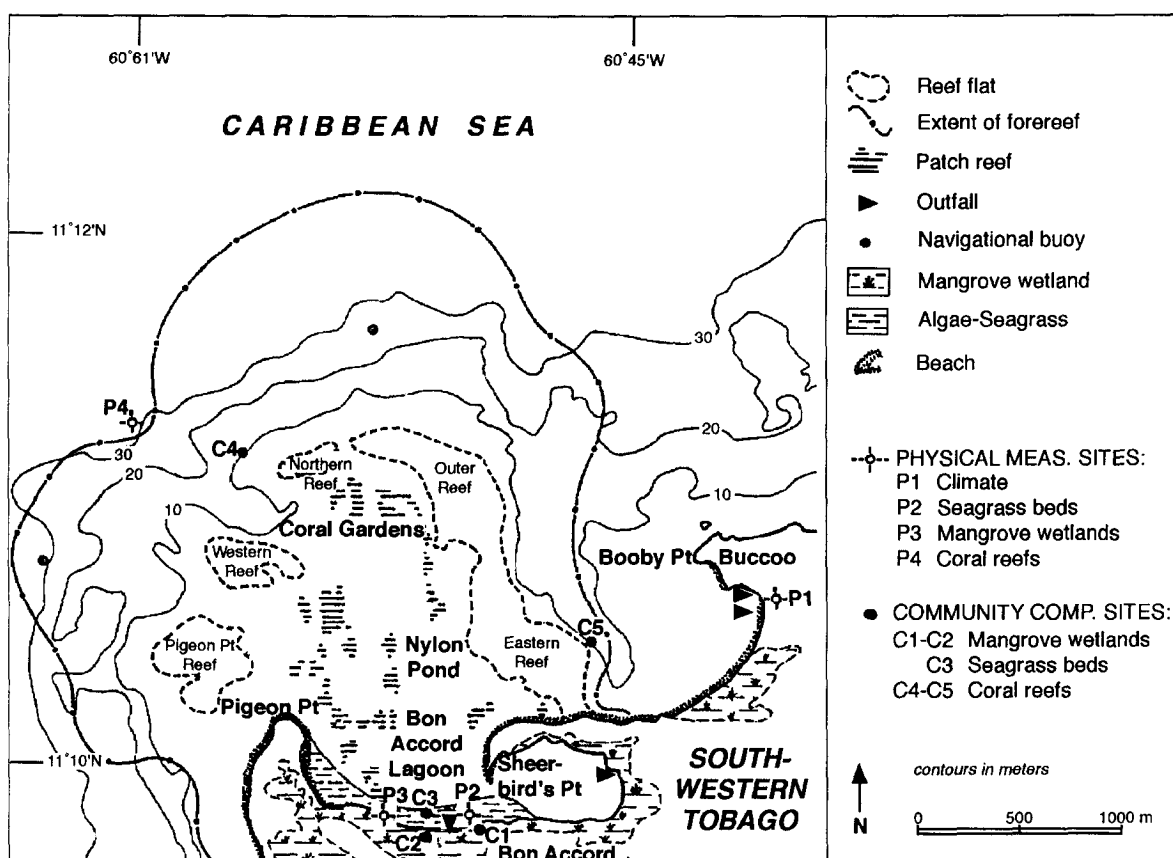 60°61'W
60°45'W
CARIBBEAN SEA
11°12'N
30
P4
30
20
20
10
10
C4
Northern
Reef
Outer
Reef
Coral Gardens
Western
Reef
Booby Pt
Buccoo
P1
C5
Pigeon Pt
Reef
Nylon
Pond
Eastern
Reef
Pigeon Pt
Bon
Accord
Lagoon
11°10'N
Sheer-
bird's Pt
SOUTH-
WESTERN
TOBAGO
P3
C3
P2
C2
C1
Bon Accord
Reef flat
Extent of forereef
Patch reef
Outfall
Navigational buoy
Mangrove wetland
Algae-Seagrass
Beach
PHYSICAL MEAS. SITES:
P1 Climate
P2 Seagrass beds
P3 Mangrove wetlands
P4 Coral reefs
COMMUNITY COMP. SITES:
C1-C2 Mangrove wetlands
C3 Seagrass beds
C4-C5 Coral reefs
contours in meters
N
0 500 1000 m